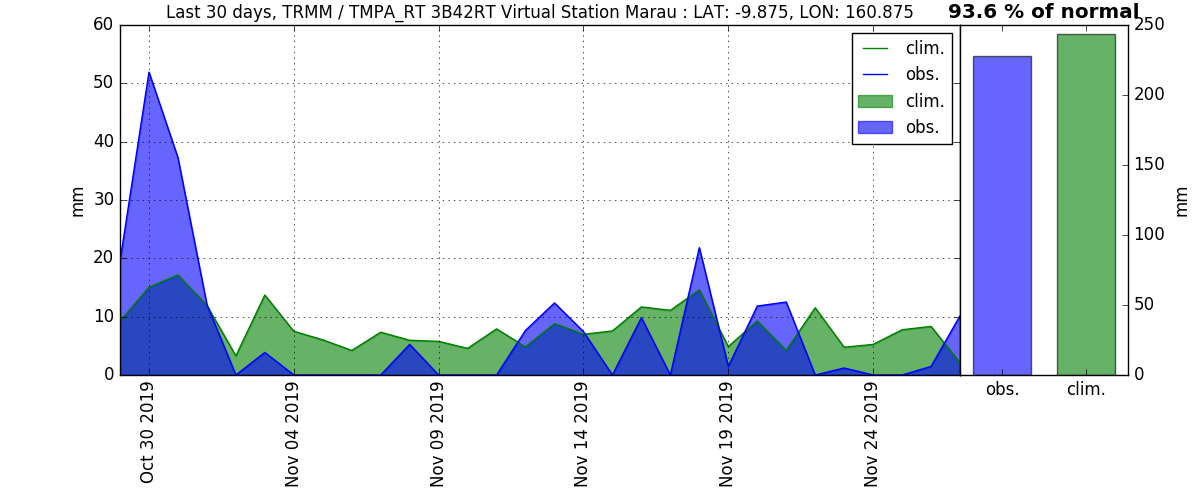 Last 30 days, TRMM / TMPA_RT 3B42RT Virtual Station Marau : LAT: -9.875, LON: 160.875
93.6 % of normal
60
50
40
30
20
10
0
mm
clim.
obs.
clim.
obs.
Oct 30 2019
Nov 04 2019
Nov 09 2019
Nov 14 2019
Nov 19 2019
Nov 24 2019
250
200
150
100
50
0
mm
obs.
clim.